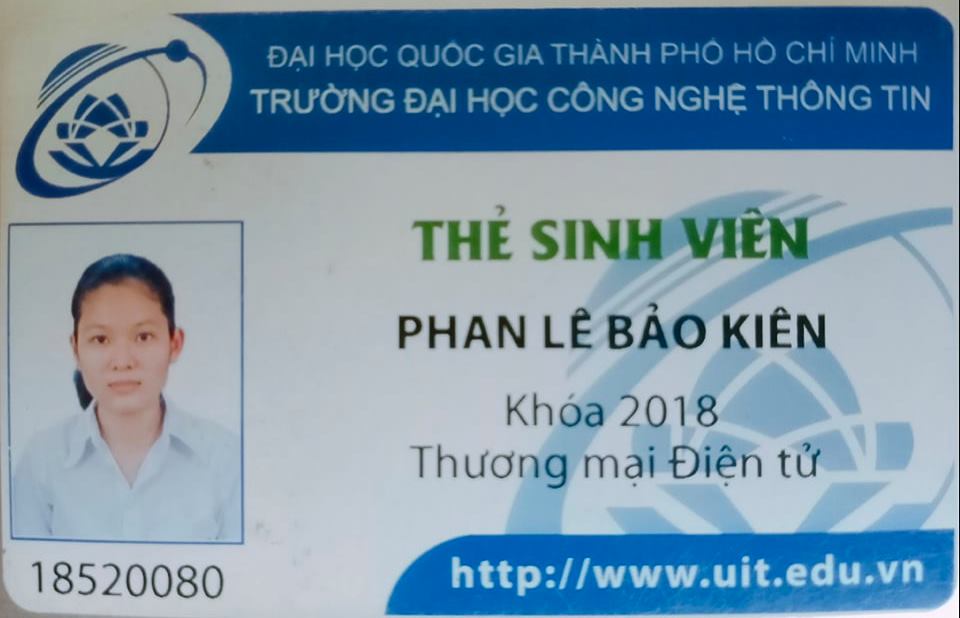 ĐẠI HỌC QUỐC GIA THÀNH PHỐ HỒ CHÍ MINH
TRƯỜNG ĐẠI HỌC CÔNG NGHỆ THÔNG TIN
THẺ SINH VIÊN
PHAN LÊ BẢO KIÊN
Khóa 2018
Thương mại Điện tử
18520080
http://www.uit.edu.vn